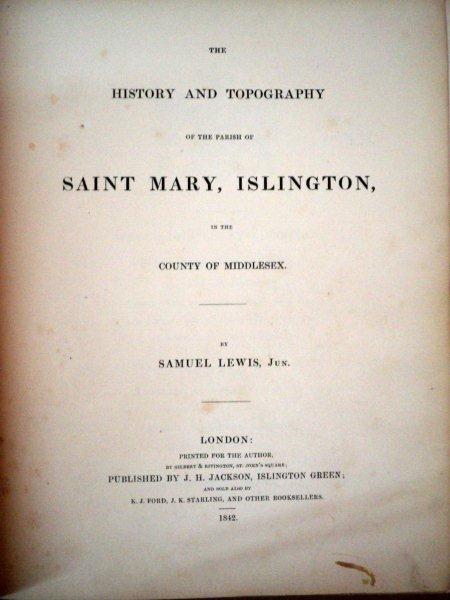 THE
HISTORY AND TOPOGRAPHY
OF THE PARISH OF
SAINT MARY, ISLINGTON,
IN THE
COUNTY OF MIDDLESEX.
BY
SAMUEL LEWIS, JUN.
LONDON:
PRINTED FOR THE AUTHOR,
BY GILBERT & RIVINGTON, ST. JOHN'S SQUARE;
PUBLISHED BY J. H. JACKSON, ISLINGTON GREEN;
AND SOLD ALSO BY
K. J. FORD, J. K. STARLING, AND OTHER BOOKSELLERS.
1842.